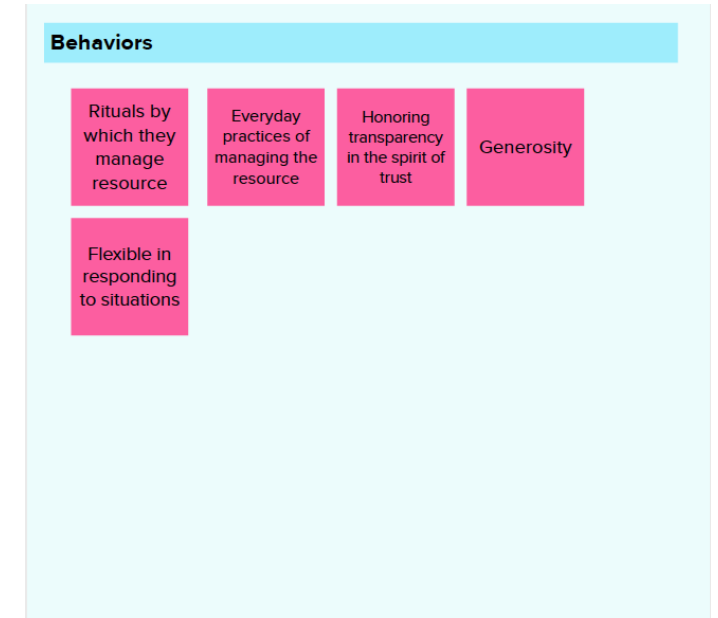 Behaviors
Rituals by
which they
manage
resource
Everyday
practices of
managing the
resource
Honoring
transparency
in the spirit of
trust
Generosity
Flexible in
responding
to situations